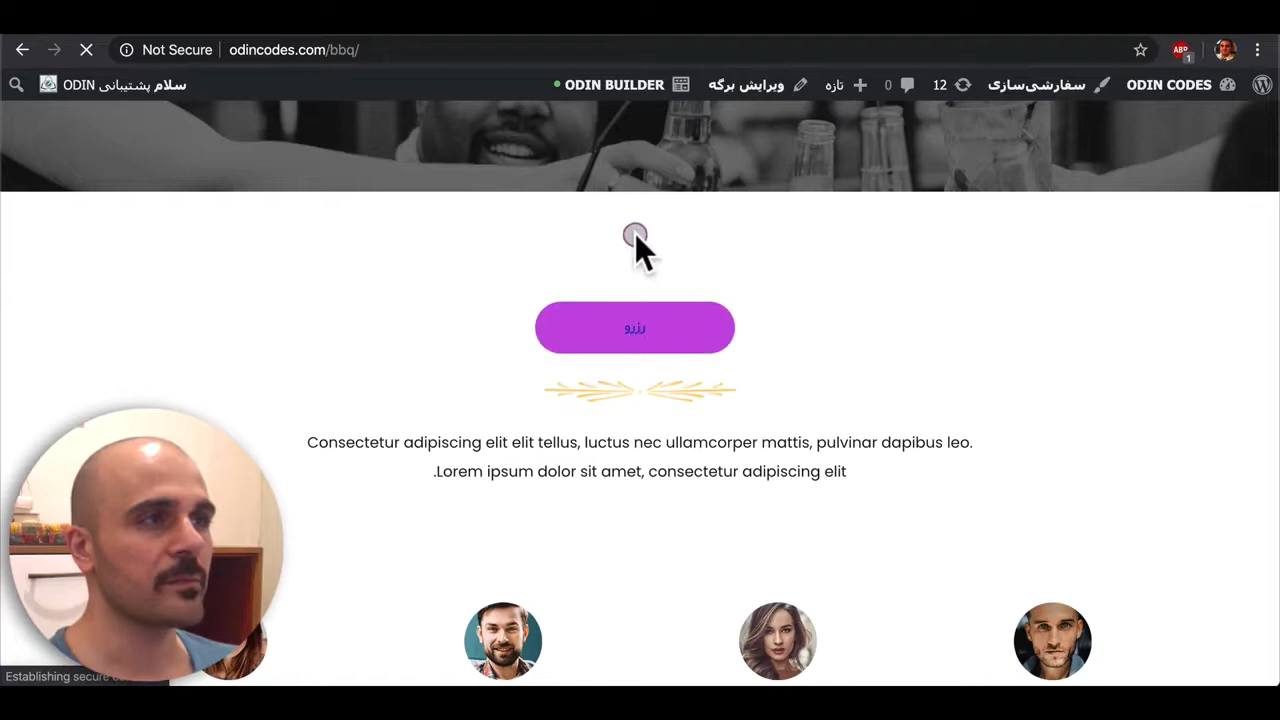 Not Secure odincodes.com/bbq/
ABP
1
ODIN CODES سفارشی‌سازی 12 0 تازه ویرایش برگه ODIN BUILDER سلام پشتیبانی ODIN
رزرو
Consectetur adipiscing elit elit tellus, luctus nec ullamcorper mattis, pulvinar dapibus leo.
.Lorem ipsum dolor sit amet, consectetur adipiscing elit
Establishing secure